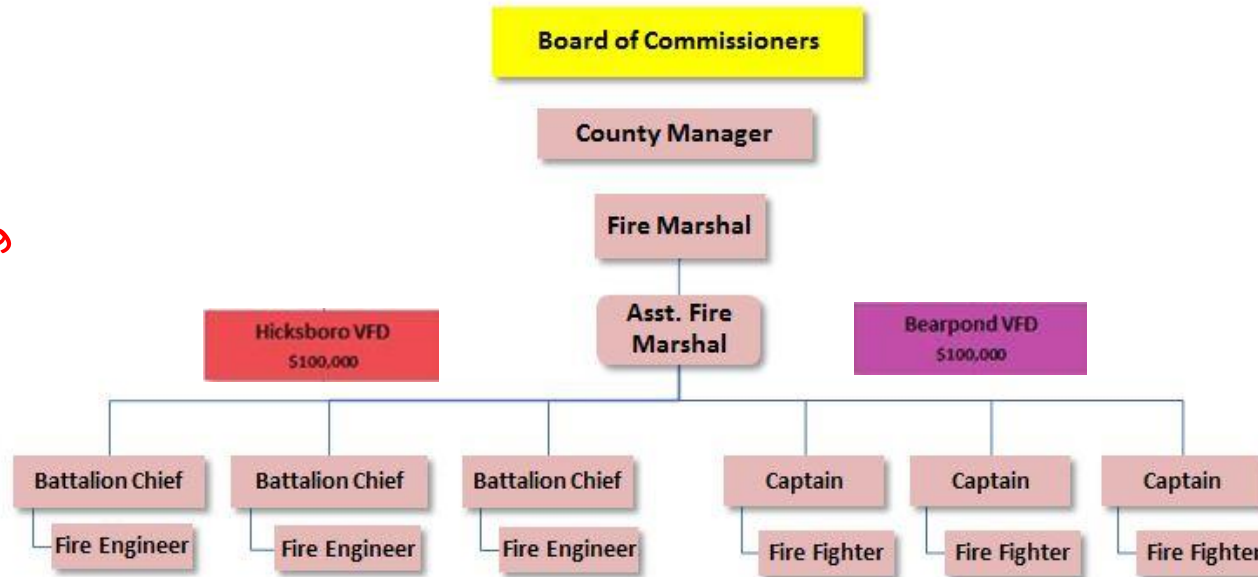 Board of Commissioners
County Manager
Fire Marshal
Asst. Fire
Marshal
Hicksboro VFD
$100,000
Bearpond VFD
$100,000
Battalion Chief
Battalion Chief
Battalion Chief
Captain
Captain
Captain
Fire Engineer
Fire Engineer
Fire Engineer
Fire Fighter
Fire Fighter
Fire Fighter